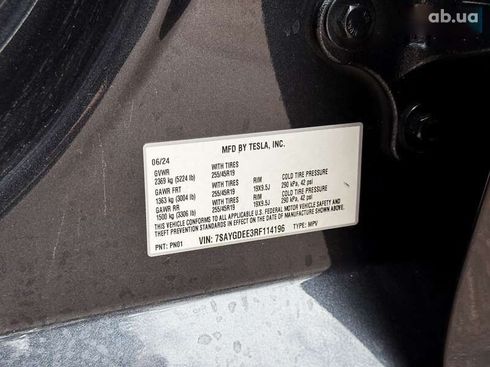 ab.ua
MFD BY TESLA, INC.
06/24
GVWR WITH TIRES
2369 kg (5224 lb) 255/45R19 RIM COLD TIRE PRESSURE
GAWR FRT WITH TIRES 19X9.5J 290 kPa, 42 psi
1363 kg (3004 lb) 255/45R19 RIM COLD TIRE PRESSURE
GAWR RR WITH TIRES 19X9.5J 290 kPa, 42 psi
1500 kg (3306 lb) 255/45R19
THIS VEHICLE CONFORMS TO ALL APPLICABLE U.S. FEDERAL MOTOR VEHICLE SAFETY AND
THEFT PREVENTION STANDARDS IN EFFECT ON THE DATE OF MANUFACTURE SHOWN ABOVE.
PNT: PN01 VIN: 7SAYGDEE3RF114196 TYPE: MPV